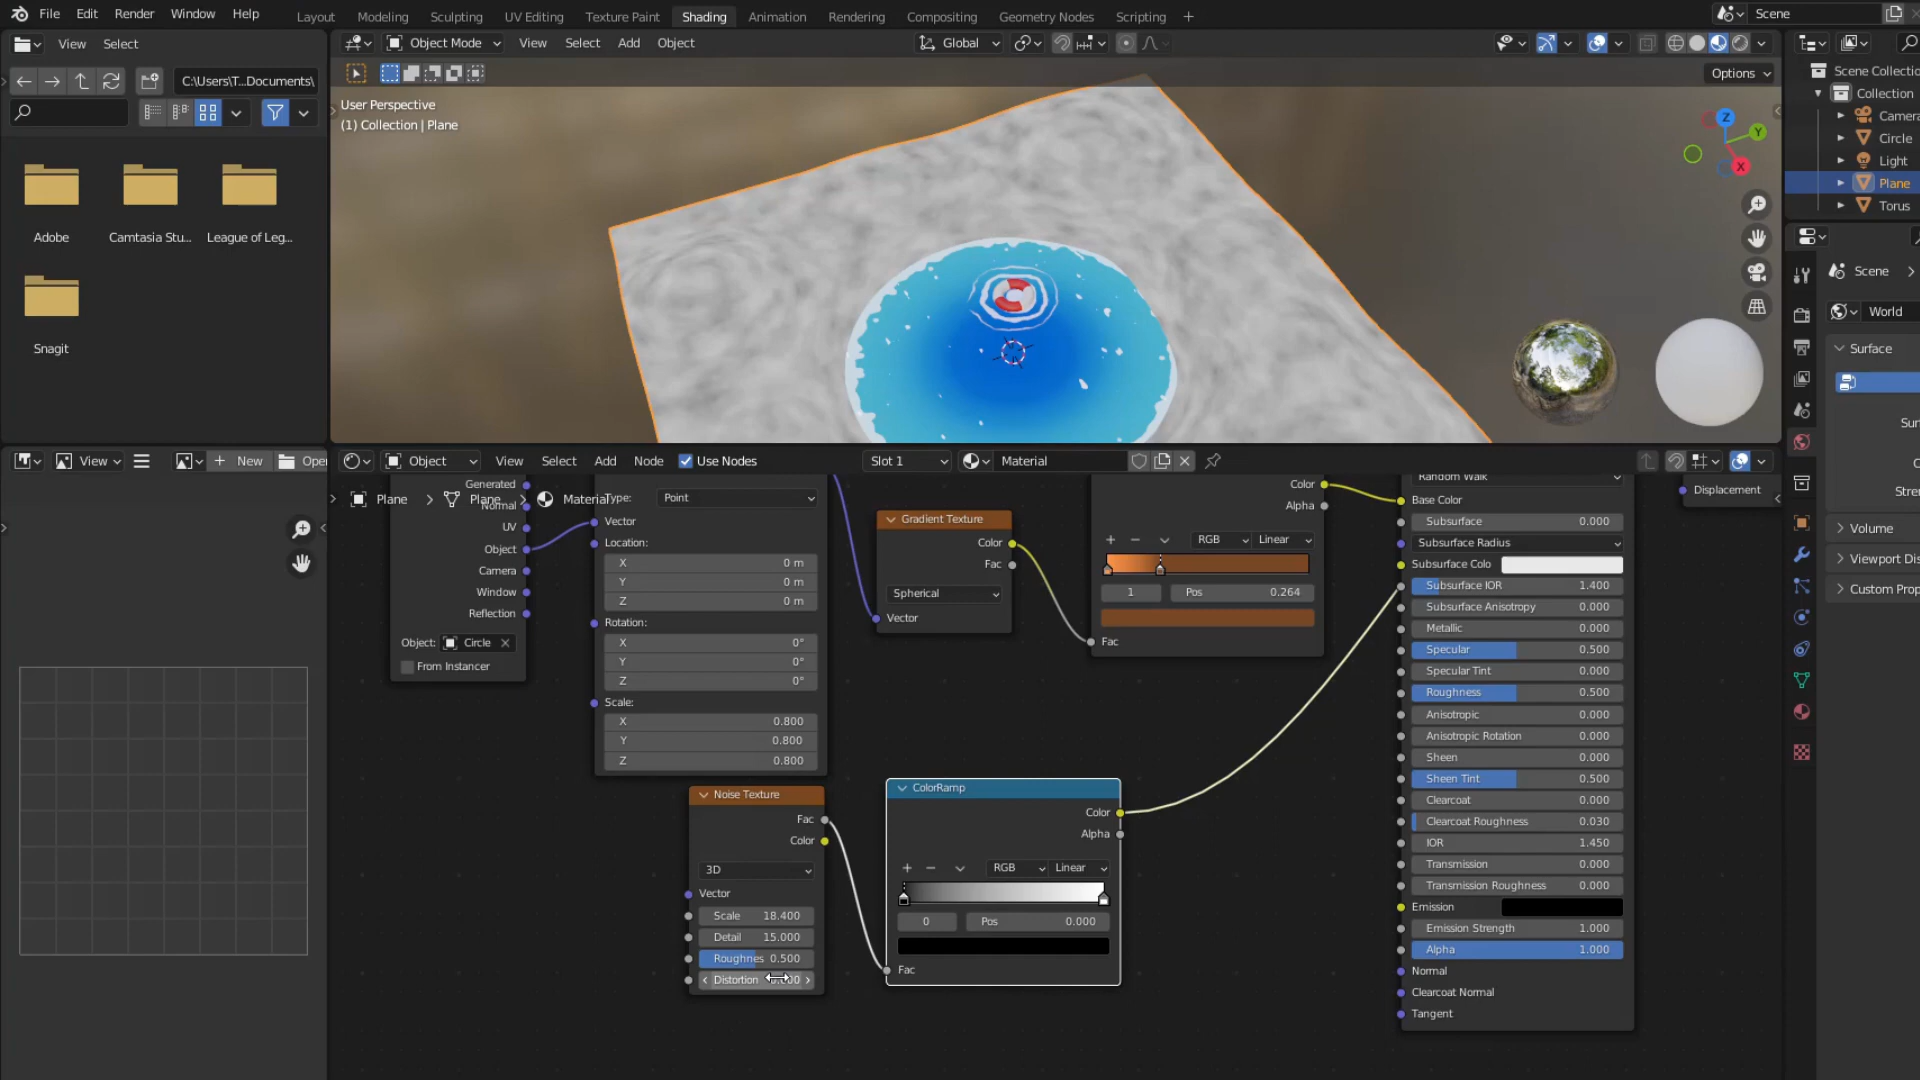 File Edit Render Window Help
Layout Modeling Sculpting UV Editing Texture Paint Shading Animation Rendering Compositing Geometry Nodes Scripting +
Scene
View Select
Object Mode View Select Add Object
Global
C:\Users\T...Documents\
Options
User Perspective
(1) Collection | Plane
Z
Y
X
Adobe
Camtasia Stu...
League of Leg...
Snagit
Scene Collectio
Collection
Camera
Circle
Light
Plane
Torus
Scene
World
Surface
Sur
C
Stren
Volume
Viewport Dis
Custom Prop
View
New
Oper
Object View Select Add Node Use Nodes
Slot 1
Material
Plane > Plane > Material
Generated
Normal
UV
Object
Camera
Window
Reflection
Object: Circle
From Instancer
Type: Point
Vector
Location:
X 0 m
Y 0 m
Z 0 m
Rotation:
X 0°
Y 0°
Z 0°
Scale:
X 0.800
Y 0.800
Z 0.800
Gradient Texture
Color
Fac
Spherical
Vector
Color
Alpha
RGB Linear
1 Pos 0.264
Fac
Noise Texture
Fac
Color
3D
Vector
Scale 18.400
Detail 15.000
Roughnes 0.500
Distortion
ColorRamp
Color
Alpha
RGB Linear
0 Pos 0.000
Fac
Random Walk
Base Color
Subsurface 0.000
Subsurface Radius
Subsurface Colo
Subsurface IOR 1.400
Subsurface Anisotropy 0.000
Metallic 0.000
Specular 0.500
Specular Tint 0.000
Roughness 0.500
Anisotropic 0.000
Anisotropic Rotation 0.000
Sheen 0.000
Sheen Tint 0.500
Clearcoat 0.000
Clearcoat Roughness 0.030
IOR 1.450
Transmission 0.000
Transmission Roughness 0.000
Emission
Emission Strength 1.000
Alpha 1.000
Normal
Clearcoat Normal
Tangent
Displacement